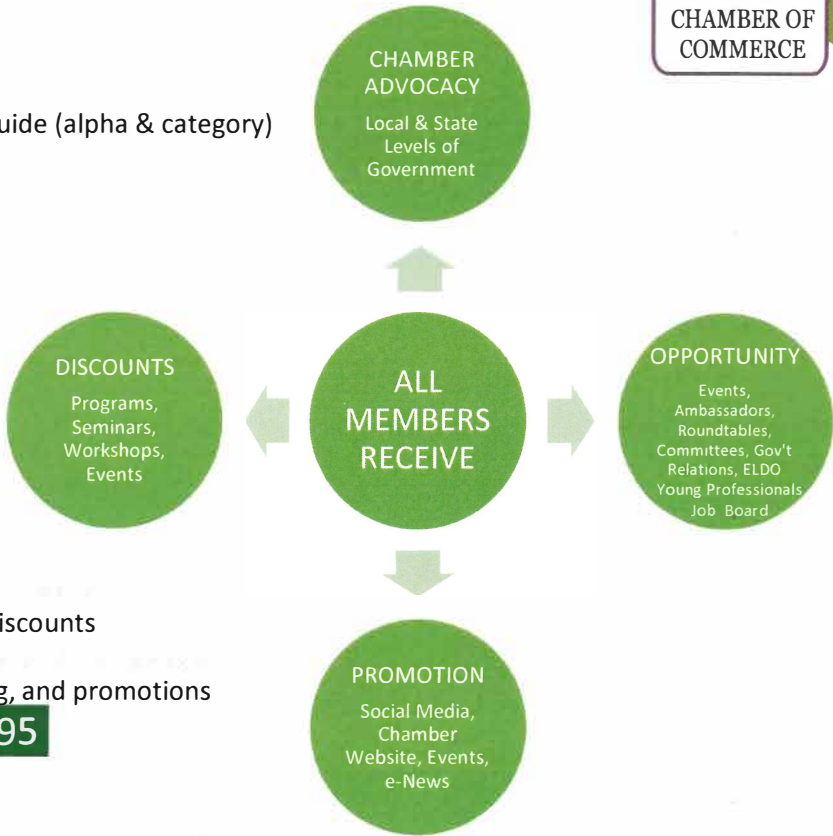 CHAMBER OF
COMMERCE
CHAMBER
ADVOCACY
Local & State
Levels of
Government
uide (alpha & category)
DISCOUNTS
Programs,
Seminars,
Workshops,
Events
ALL
MEMBERS
RECEIVE
OPPORTUNITY
Events,
Ambassadors,
Roundtables,
Committees, Gov't
Relations, ELDO
Young Professionals
Job Board
iscounts
g, and promotions
95
PROMOTION
Social Media,
Chamber
Website, Events,
e-News